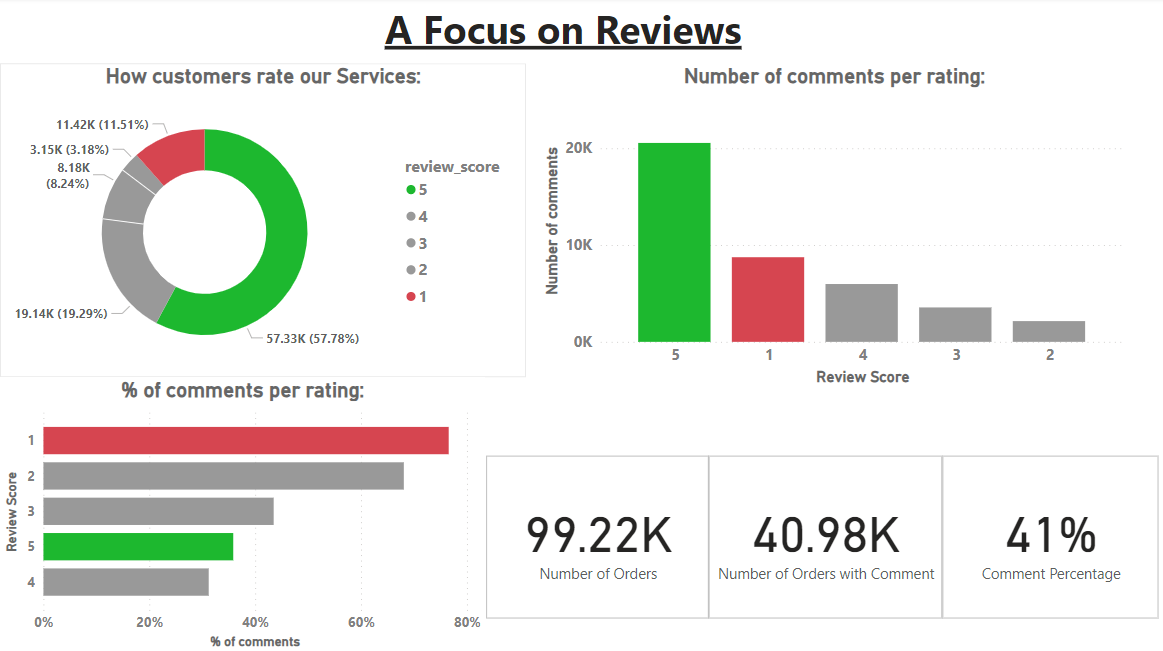 A Focus on Reviews
How customers rate our Services:
11.42K (11.51%)
3.15K (3.18%)
8.18K
(8.24%)
19.14K (19.29%)
57.33K (57.78%)
review_score
5
4
3
2
1
Number of comments per rating:
Number of comments
20K
10K
0K
5 1 4 3 2
Review Score
% of comments per rating:
Review Score
1
2
3
5
4
0% 20% 40% 60% 80%
% of comments
99.22K
Number of Orders
40.98K
Number of Orders with Comment
41%
Comment Percentage